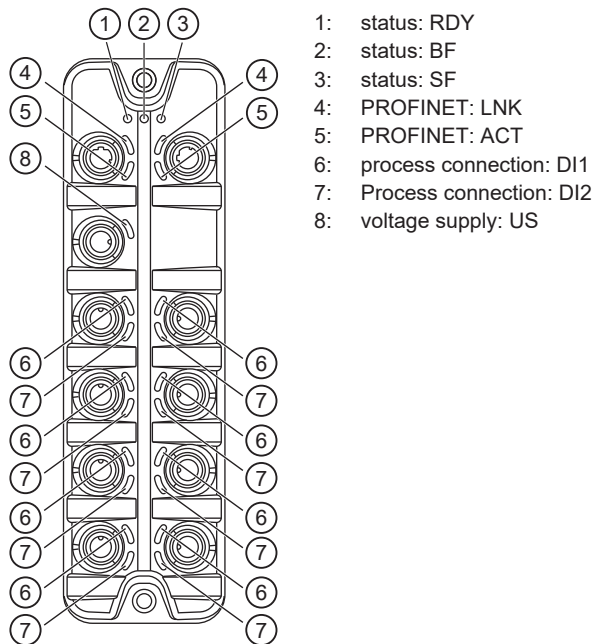 1 2 3
4 4
5 5
8
6 6
7 7
6 6
7 7
6 6
7 7
6 6
7 7
1: status: RDY
2: status: BF
3: status: SF
4: PROFINET: LNK
5: PROFINET: ACT
6: process connection: DI1
7: Process connection: DI2
8: voltage supply: US